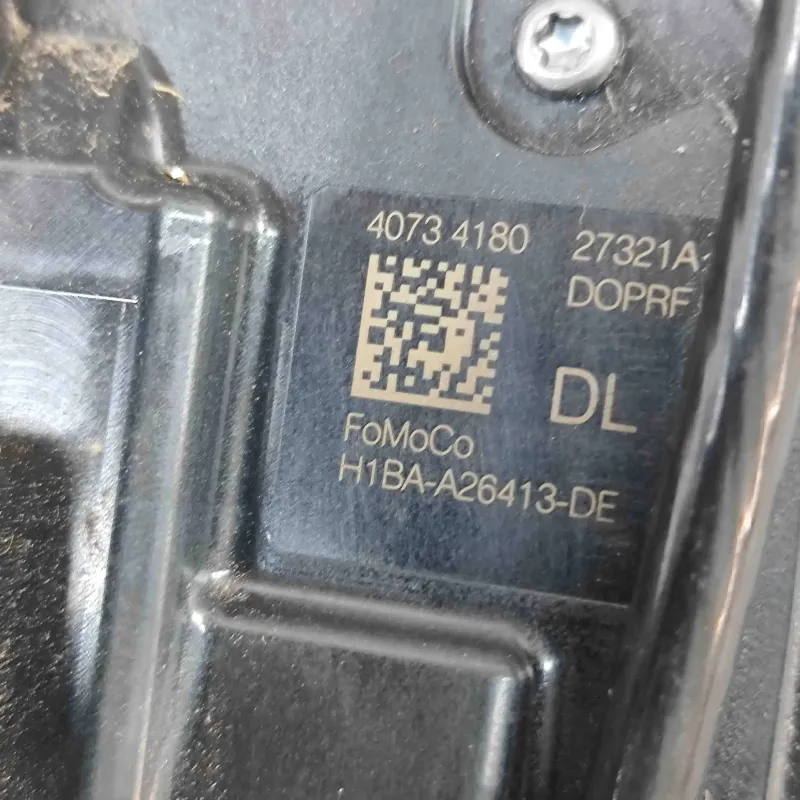 4073 4180 27321A
DOPRF
DL
FoMoCo
H1BA-A26413-DE